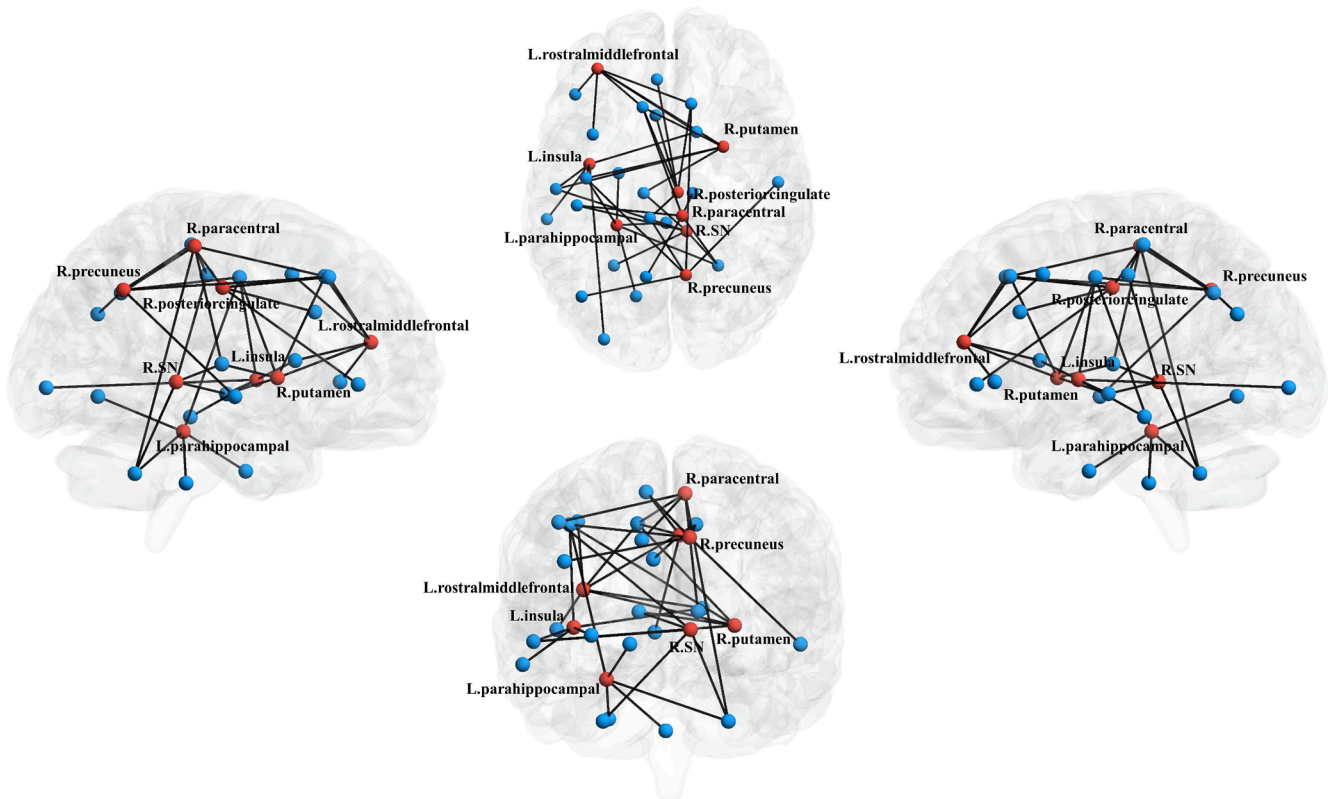 L.rostralmiddlefrontal
R.putamen
L.insula
R.posteriorcingulate
R.paracentral
L.parahippocampal
R.SN
R.precuneus
R.paracentral
R.precuneus
R.posteriorcingulate
L.rostralmiddlefrontal
L.insula
R.SN
R.putamen
L.parahippocampal
R.paracentral
R.precuneus
R.posteriorcingulate
L.rostralmiddlefrontal
L.insula
R.SN
R.putamen
L.parahippocampal
R.paracentral
R.precuneus
L.rostralmiddlefrontal
L.insula
R.putamen
R.SN
L.parahippocampal